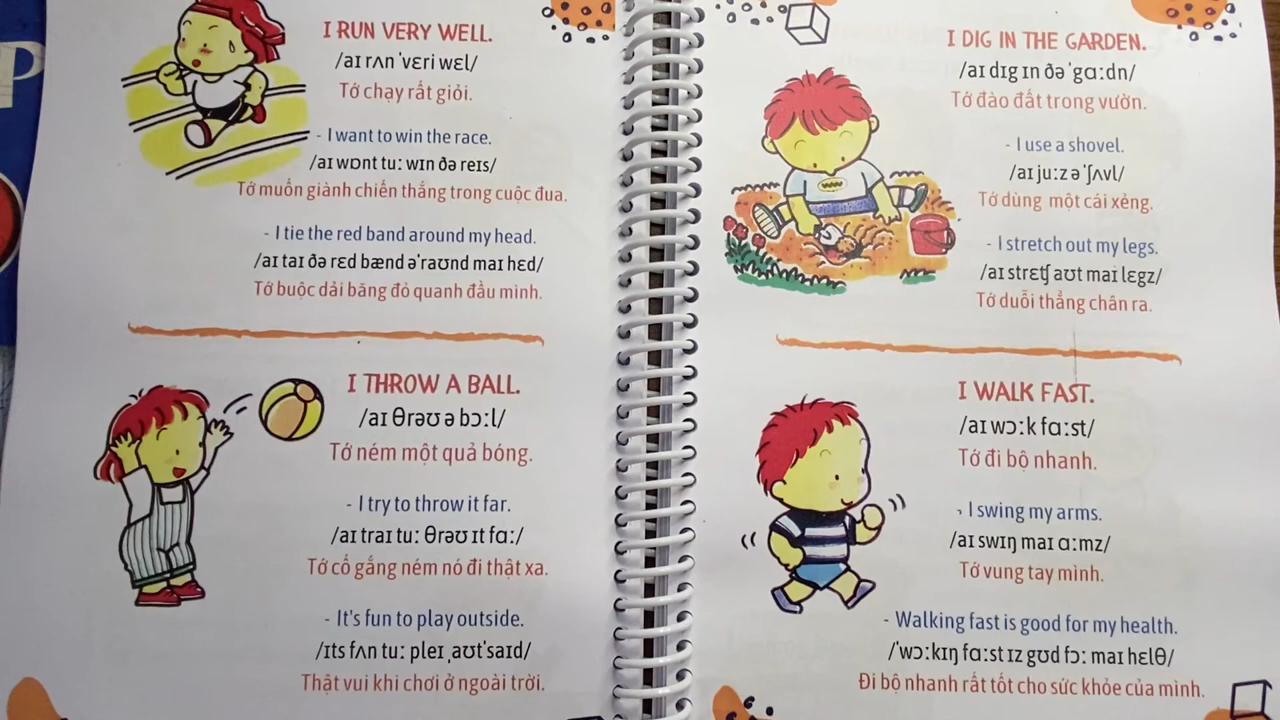 I RUN VERY WELL.
/aɪ rʌn ˈvɛri wɛl/
Tớ chạy rất giỏi.
- I want to win the race.
/aɪ wɒnt tuː wɪn ðə reɪs/
Tớ muốn giành chiến thắng trong cuộc đua.
- I tie the red band around my head.
/aɪ taɪ ðə rɛd bænd əˈraʊnd maɪ hɛd/
Tớ buộc dải băng đỏ quanh đầu mình.
I THROW A BALL.
/aɪ θrəʊ ə bɔːl/
Tớ ném một quả bóng.
- I try to throw it far.
/aɪ traɪ tuː θrəʊ ɪt fɑː/
Tớ cố gắng ném nó đi thật xa.
- It's fun to play outside.
/ɪts fʌn tuː pleɪ ˌaʊtˈsaɪd/
Thật vui khi chơi ở ngoài trời.
I DIG IN THE GARDEN.
/aɪ dɪg ɪn ðə ˈgɑːdn/
Tớ đào đất trong vườn.
- I use a shovel.
/aɪ juːz ə ˈʃʌvl/
Tớ dùng một cái xẻng.
- I stretch out my legs.
/aɪ strɛʧ aʊt maɪ lɛgz/
Tớ duỗi thẳng chân ra.
I WALK FAST.
/aɪ wɔːk fɑːst/
Tớ đi bộ nhanh.
- I swing my arms.
/aɪ swɪŋ maɪ ɑːmz/
Tớ vung tay mình.
- Walking fast is good for my health.
/ˈwɔːkɪŋ fɑːst ɪz gʊd fɔː maɪ hɛlθ/
Đi bộ nhanh rất tốt cho sức khỏe của mình.